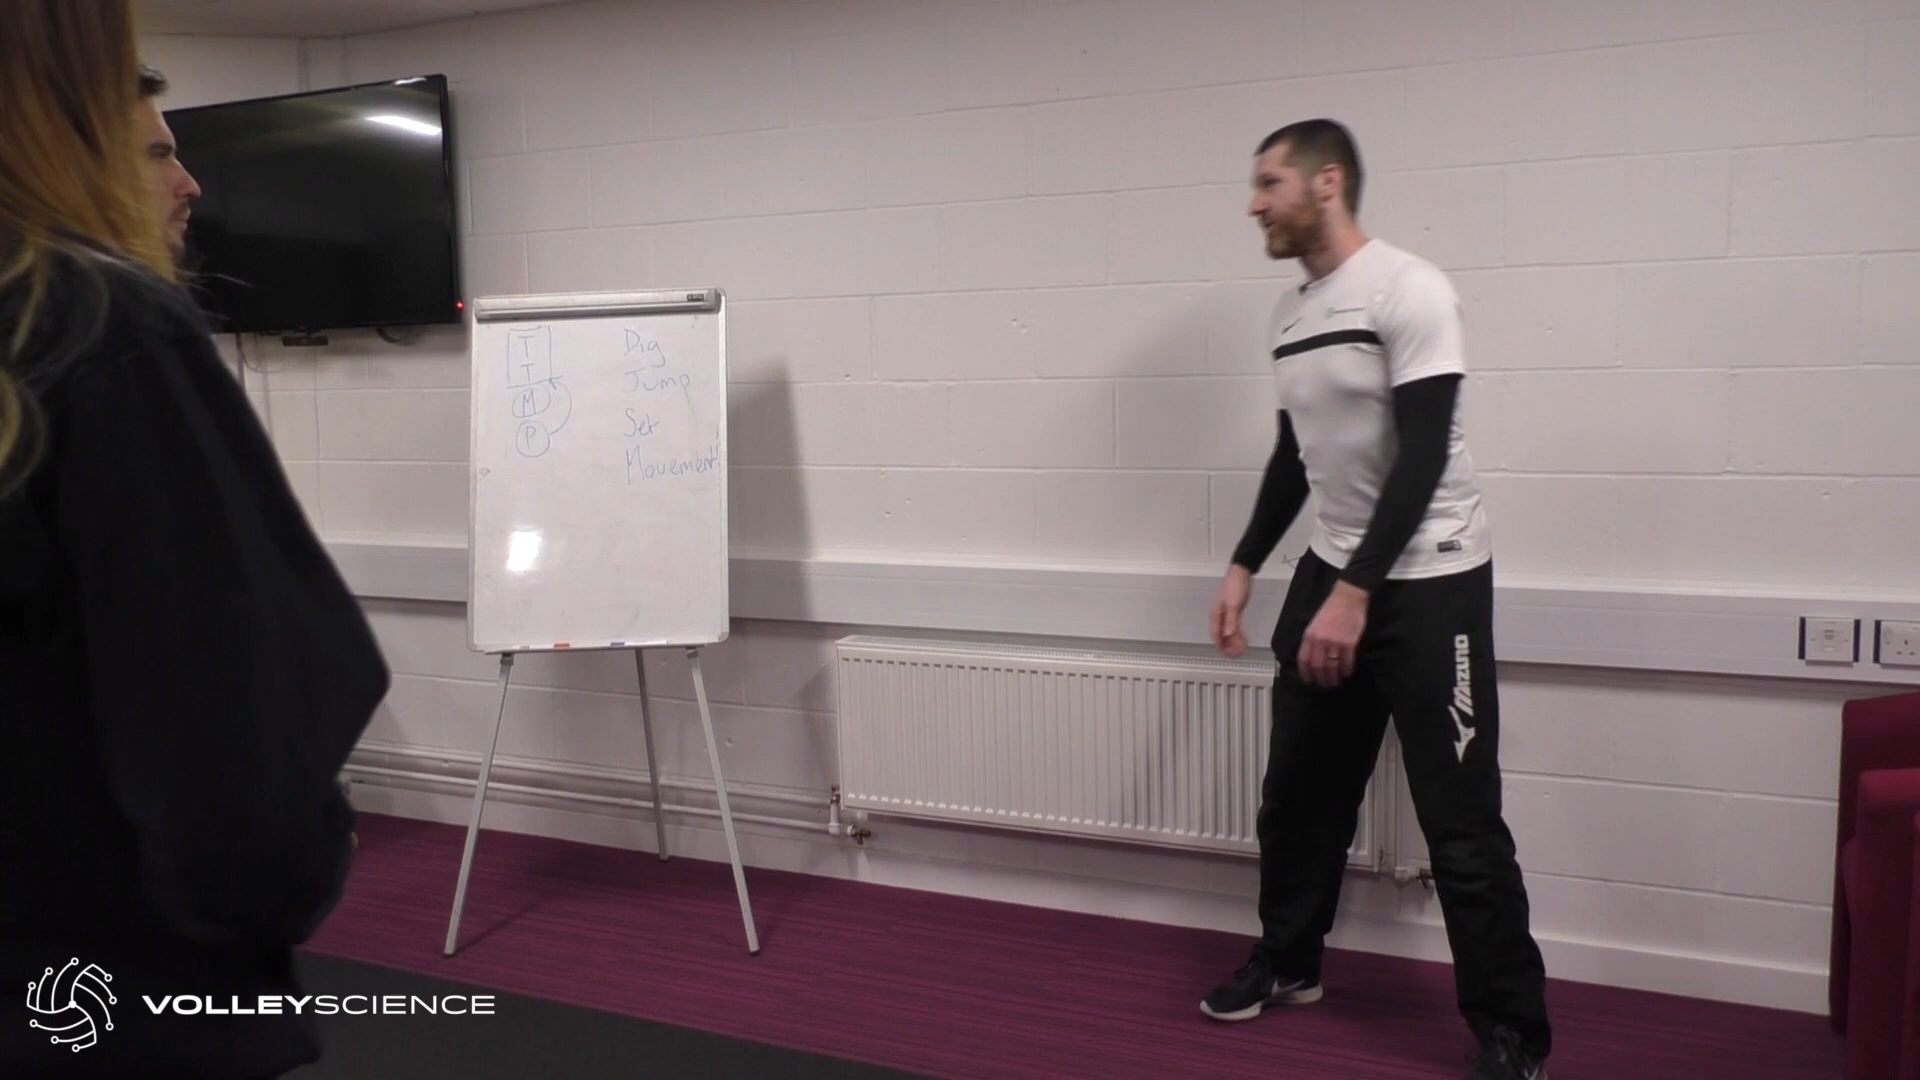 T
T
M
P
Dig
Jump
Set
Movement!
MIZUNO
VOLLEYSCIENCE